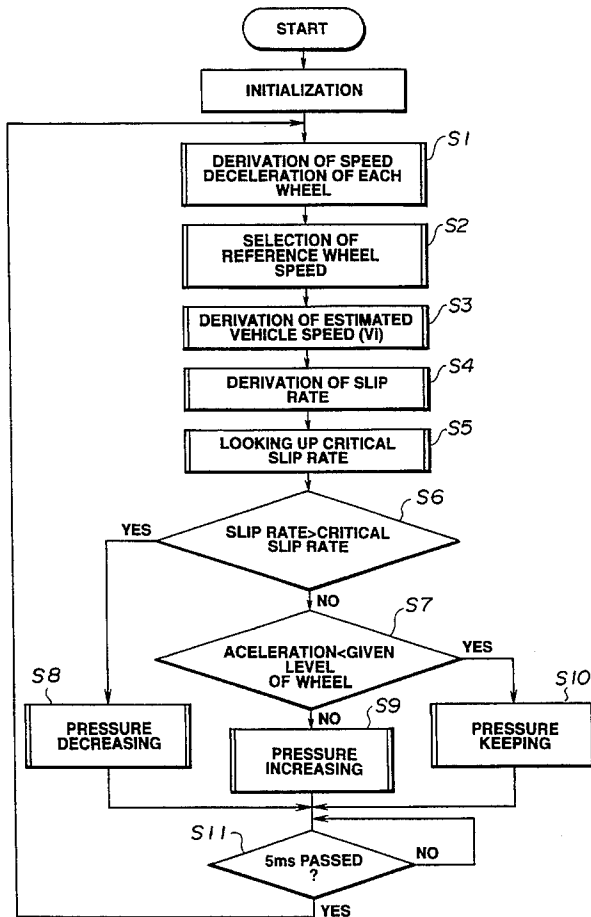 START
INITIALIZATION
S1
DERIVATION OF SPEED
DECELERATION OF EACH
WHEEL
S2
SELECTION OF
REFERENCE WHEEL
SPEED
S3
DERIVATION OF ESTIMATED
VEHICLE SPEED (Vi)
S4
DERIVATION OF SLIP
RATE
S5
LOOKING UP CRITICAL
SLIP RATE
S6
YES
SLIP RATE>CRITICAL
SLIP RATE
NO
S7
ACELERATION<GIVEN
LEVEL
OF WHEEL
YES
NO
S8
PRESSURE
DECREASING
S9
PRESSURE
INCREASING
S10
PRESSURE
KEEPING
S11
5ms PASSED
?
NO
YES